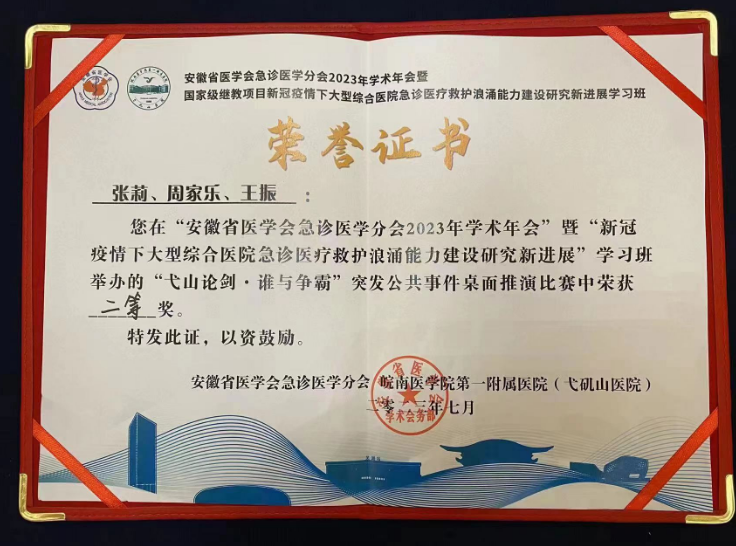 安徽省医学会急诊医学分会2023年学术年会暨
国家级继教项目新冠疫情下大型综合医院急诊医疗救护浪涌能力建设研究新进展学习班
荣誉证书
张莉、周家乐、王振：
您在“安徽省医学会急诊医学分会2023年学术年会”暨“新冠
疫情下大型综合医院急诊医疗救护浪涌能力建设研究新进展”学习班
举办的“弋山论剑·谁与争霸”突发公共事件桌面推演比赛中荣获
二等奖。
特发此证，以资鼓励。
安徽省医学会急诊医学分会 皖南医学院第一附属医院（弋矶山医院）
二零二三年七月
学术会务部